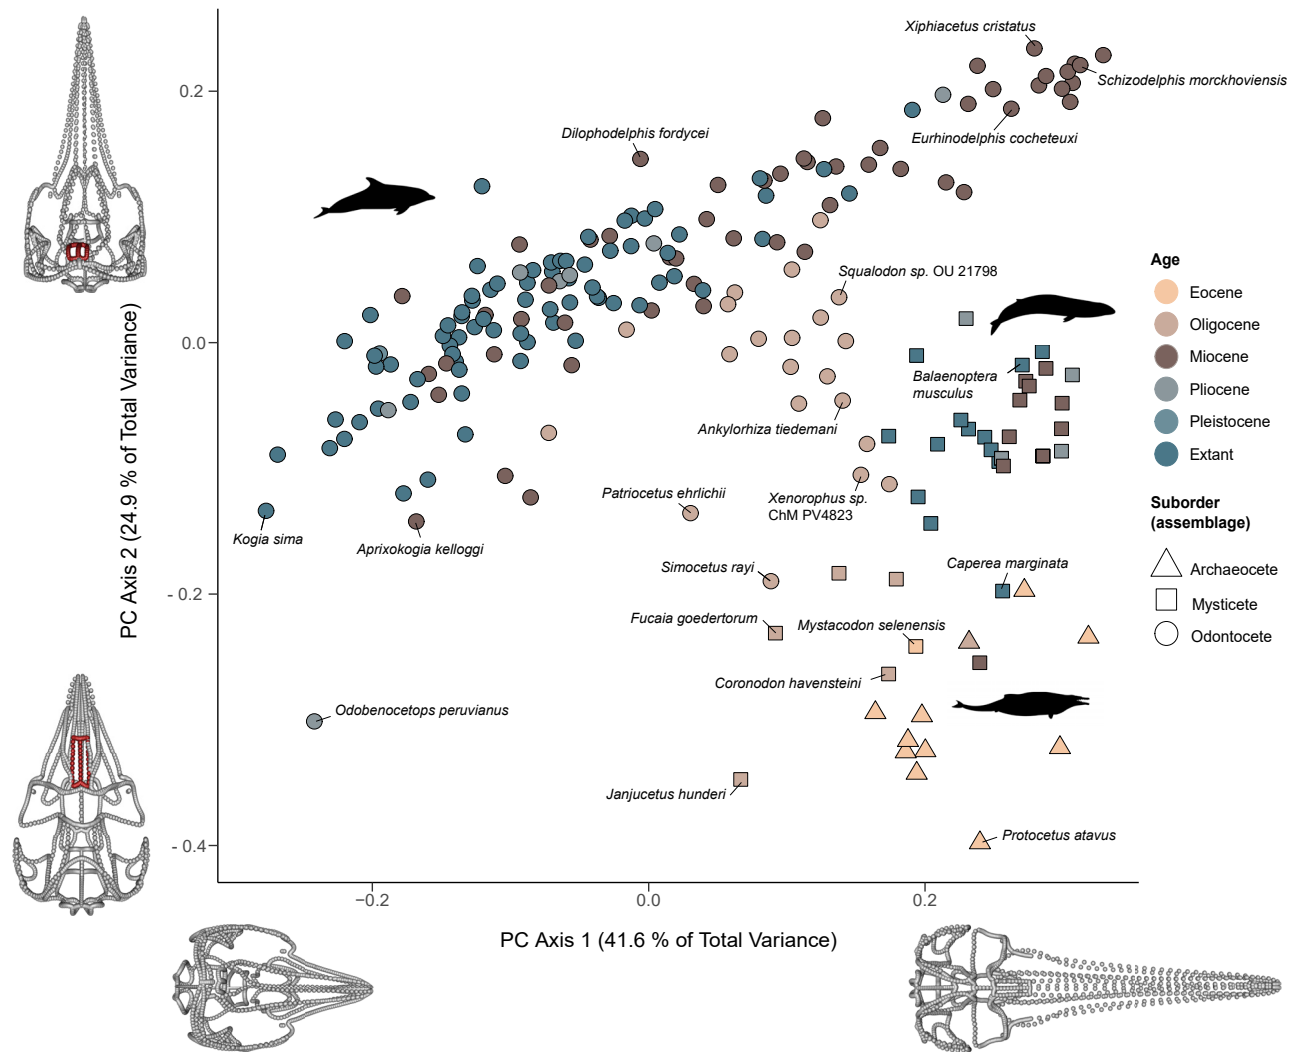 Xiphiacetus cristatus
Schizodelphis morckhoviensis
0.2
Dilophodelphis fordycei
Eurhinodelphis cocheteuxi
Age
Squalodon sp. OU 21798
Eocene
Oligocene
0.0
Miocene
Balaenoptera
musculus
Pliocene
Pleistocene
Ankylorhiza tiedemani
Extant
PC Axis 2 (24.9 % of Total Variance)
Patriocetus ehrlichii
Xenorophus sp.
ChM PV4823
Suborder
(assemblage)
Kogia sima
Aprixokogia kelloggi
Simocetus rayi
Caperea marginata
Archaeocete
- 0.2
Mysticete
Fucaia goedertorum
Mystacodon selenensis
Odontocete
Coronodon havensteini
Odobenocetops peruvianus
Janjucetus hunderi
Protocetus atavus
- 0.4
−0.2
0.0
0.2
PC Axis 1 (41.6 % of Total Variance)